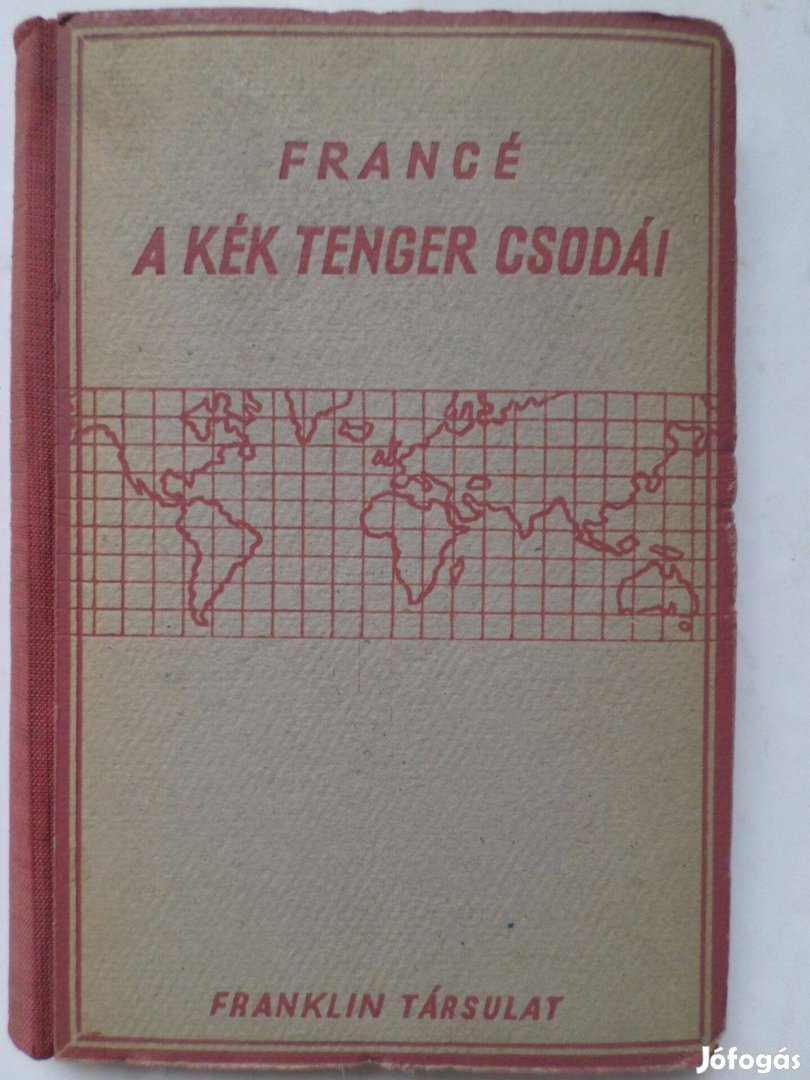 FRANCÉ
A KÉK TENGER CSODÁI
FRANKLIN TÁRSULAT
Jófogás